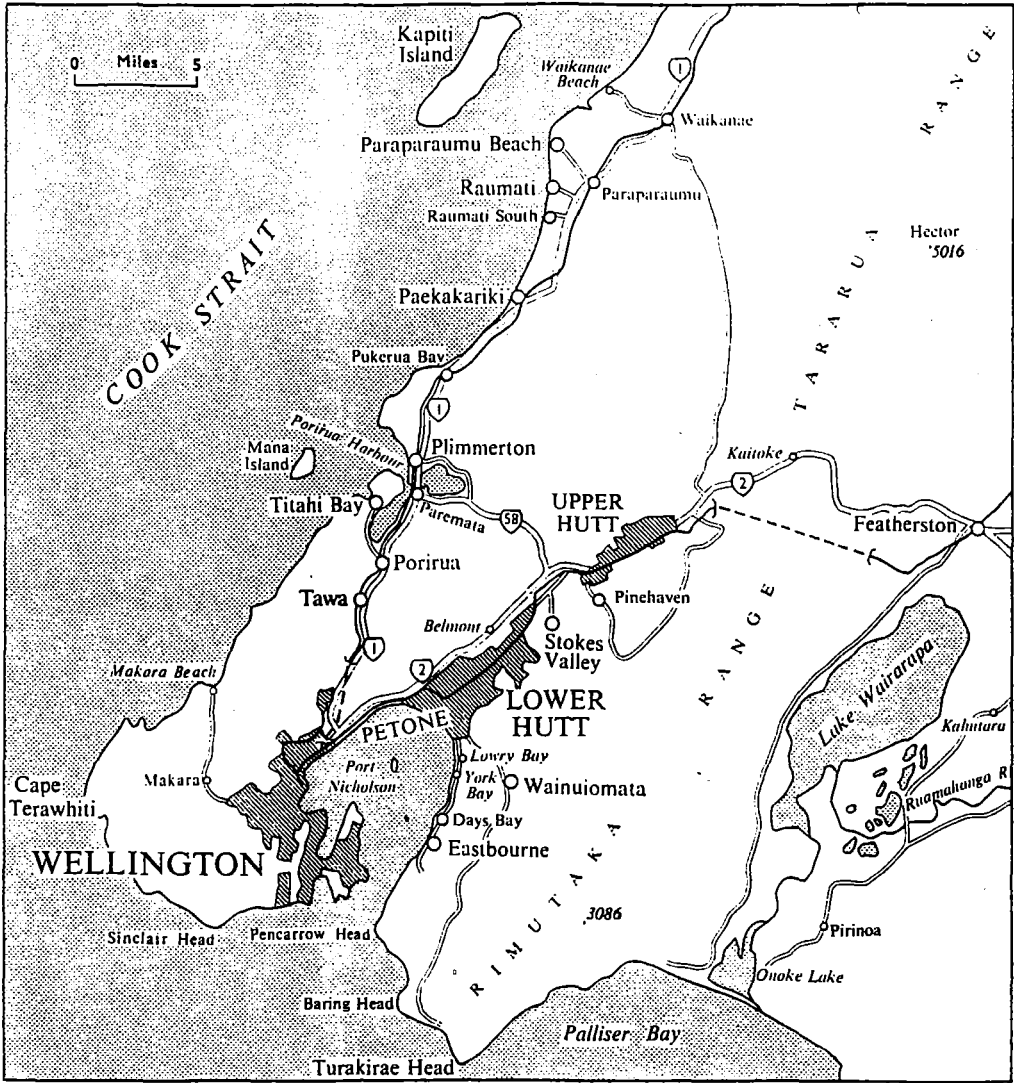 Kapiti
Island
0 Miles 5
1
RANGE
Waikanae
Beach
Waikanae
Paraparaumu Beach
Raumati
Paraparaumu
Raumati South
TARARUA
Hector
5016
COOK STRAIT
Paekakariki
Pukerua Bay
1
Porirua Harbour
Plimmerton
Mana
Island
Kaitoke
2
Titahi Bay
Paremata
58
UPPER
HUTT
Featherston
Porirua
Tawa
Pinehaven
RANGE
Belmont
Stokes
Valley
1
Makara Beach
2
LOWER
HUTT
PETONE
Lake Wairarapa
Kahutara
Port
Nicholson
Lowry Bay
York
Bay
Wainuiomata
Makara
Cape
Terawhiti
Ruamahanga R
Days Bay
Eastbourne
WELLINGTON
RIMUTAKA
3086
Pirinoa
Sinclair Head
Pencarrow Head
Onoke Lake
Baring Head
Palliser Bay
Turakirae Head